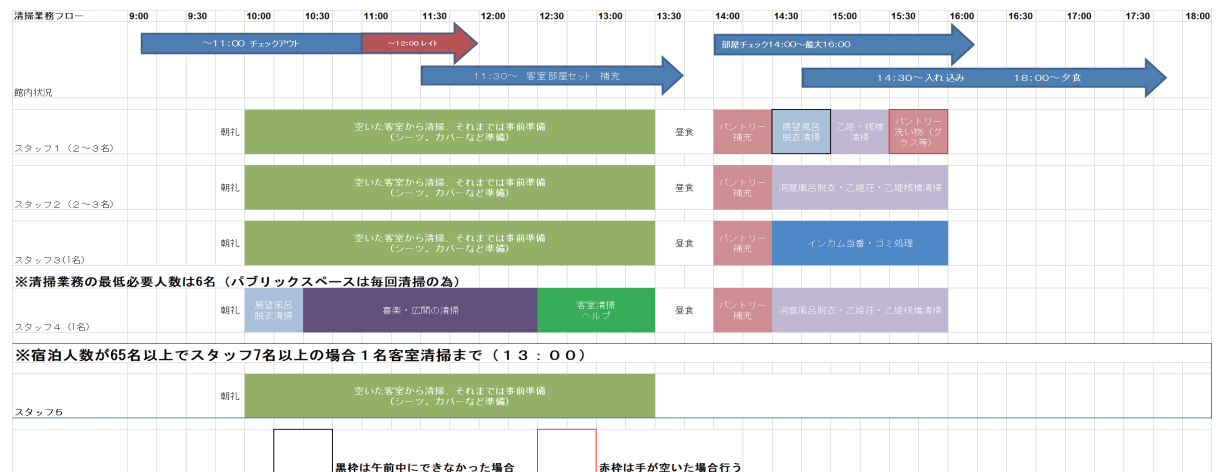 清掃業務フロー 9:00 9:30 10:00 10:30 11:00 11:30 12:00 12:30 13:00 13:30 14:00 14:30 15:00 15:30 16:00 16:30 17:00 17:30 18:00
～11:00 チェックアウト
～12:00 レイト
部屋チェック14:00～最大16:00
11:30～ 客室部屋セット 補充
14:30～入れ込み 18:00～夕食
館内状況
スタッフ1（2～3名）
朝礼
空いた客室から清掃、それまでは事前準備
（シーツ、カバーなど準備）
昼食
パントリー
補充
展望風呂
脱衣清掃
乙姫・桟橋
清掃
パントリー
洗い物（グ
ラス等）
スタッフ2（2～3名）
朝礼
空いた客室から清掃、それまでは事前準備
（シーツ、カバーなど準備）
昼食
パントリー
補充
洞窟風呂脱衣・乙姫荘・乙姫桟橋清掃
スタッフ3(1名)
朝礼
空いた客室から清掃、それまでは事前準備
（シーツ、カバーなど準備）
昼食
パントリー
補充
インカム当番・ゴミ処理
※清掃業務の最低必要人数は6名（パブリックスペースは毎回清掃の為）
スタッフ4（1名）
朝礼
展望風呂
脱衣清掃
喜楽・広間の清掃
客室清掃
ヘルプ
昼食
パントリー
補充
洞窟風呂脱衣・乙姫荘・乙姫桟橋清掃
※宿泊人数が65名以上でスタッフ7名以上の場合1名客室清掃まで（13：00）
スタッフ5
朝礼
空いた客室から清掃、それまでは事前準備
（シーツ、カバーなど準備）
黒枠は午前中にできなかった場合
赤枠は手が空いた場合行う